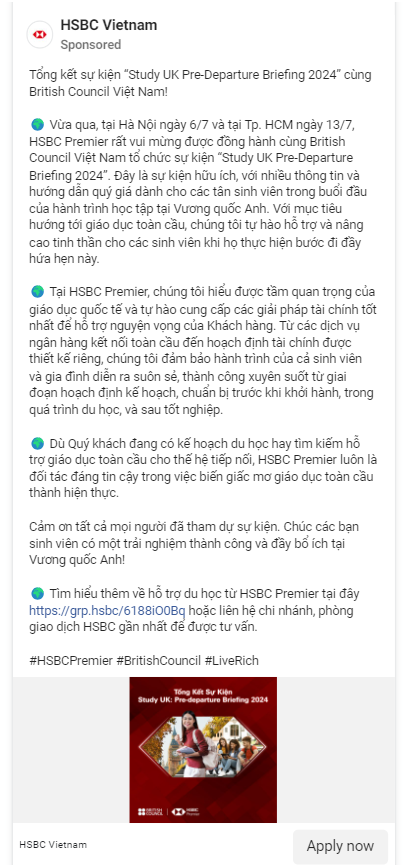 HSBC Vietnam
Sponsored
Tổng kết sự kiện “Study UK Pre-Departure Briefing 2024” cùng
British Council Việt Nam!
🌍 Vừa qua, tại Hà Nội ngày 6/7 và tại Tp. HCM ngày 13/7,
HSBC Premier rất vui mừng được đồng hành cùng British
Council Việt Nam tổ chức sự kiện “Study UK Pre-Departure
Briefing 2024”. Đây là sự kiện hữu ích, với nhiều thông tin và
hướng dẫn quý giá dành cho các tân sinh viên trong buổi đầu
của hành trình học tập tại Vương quốc Anh. Với mục tiêu
hướng tới giáo dục toàn cầu, chúng tôi tự hào hỗ trợ và nâng
cao tinh thần cho các sinh viên khi họ thực hiện bước đi đầy
hứa hẹn này.
🌍 Tại HSBC Premier, chúng tôi hiểu được tầm quan trọng của
giáo dục quốc tế và tự hào cung cấp các giải pháp tài chính tốt
nhất để hỗ trợ nguyện vọng của Khách hàng. Từ các dịch vụ
ngân hàng kết nối toàn cầu đến hoạch định tài chính được
thiết kế riêng, chúng tôi đảm bảo hành trình của cả sinh viên
và gia đình diễn ra suôn sẻ, thành công xuyên suốt từ giai
đoạn hoạch định kế hoạch, chuẩn bị trước khi khởi hành, trong
quá trình du học, và sau tốt nghiệp.
🌍 Dù Quý khách đang có kế hoạch du học hay tìm kiếm hỗ
trợ giáo dục toàn cầu cho thế hệ tiếp nối, HSBC Premier luôn là
đối tác đáng tin cậy trong việc biến giấc mơ giáo dục toàn cầu
thành hiện thực.
Cảm ơn tất cả mọi người đã tham dự sự kiện. Chúc các bạn
sinh viên có một trải nghiệm thành công và đầy bổ ích tại
Vương quốc Anh!
🌍 Tìm hiểu thêm về hỗ trợ du học từ HSBC Premier tại đây
https://grp.hsbc/6188iO0Bq hoặc liên hệ chi nhánh, phòng
giao dịch HSBC gần nhất để được tư vấn.
#HSBCPremier #BritishCouncil #LiveRich
Tổng Kết Sự Kiện
Study UK: Pre-departure Briefing 2024
BRITISH COUNCIL
HSBC Premier
HSBC Vietnam
Apply now